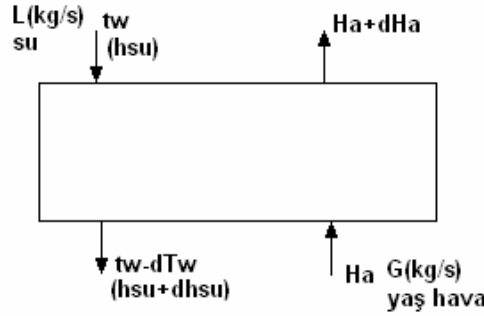 L(kg/s)
su
tw
(hsu)
Ha+dHa
tw-dTw
(hsu+dhsu)
Ha G(kg/s)
yaş hava